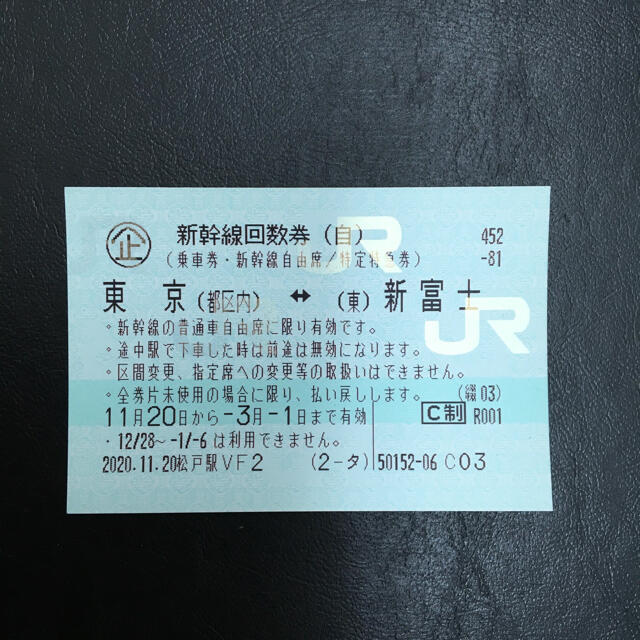 企 新幹線回数券（自） 452
（乗車券・新幹線自由席／特定特急券） -81
東京（都区内） ↔ （東）新富士
・新幹線の普通車自由席に限り有効です。
・途中駅で下車した時は前途は無効になります。
・区間変更、指定席への変更等の取扱いはできません。
・全券片未使用の場合に限り、払い戻しします。 （綴03）
11月20日から-3月-1日まで有効 C制 R001
・12/28～-1/-6は利用できません。
2020.11.20松戸駅VF2 （2-タ） 50152-06 C03
JR
JR